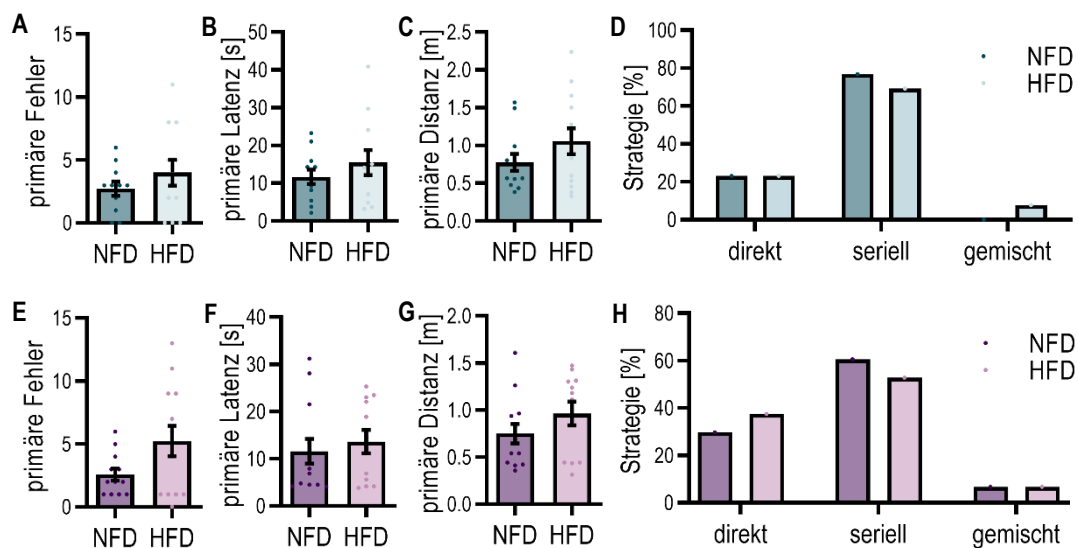 A
primäre Fehler
15
10
5
0
NFD HFD
B
primäre Latenz [s]
50
40
30
20
10
0
NFD HFD
C
primäre Distanz [m]
2.5
2.0
1.5
1.0
0.5
0.0
NFD HFD
D
Strategie [%]
100
80
60
40
20
0
direkt seriell gemischt
NFD
HFD
E
primäre Fehler
15
10
5
0
NFD HFD
F
primäre Latenz [s]
40
30
20
10
0
NFD HFD
G
primäre Distanz [m]
2.0
1.5
1.0
0.5
0.0
NFD HFD
H
Strategie [%]
80
60
40
20
0
direkt seriell gemischt
NFD
HFD